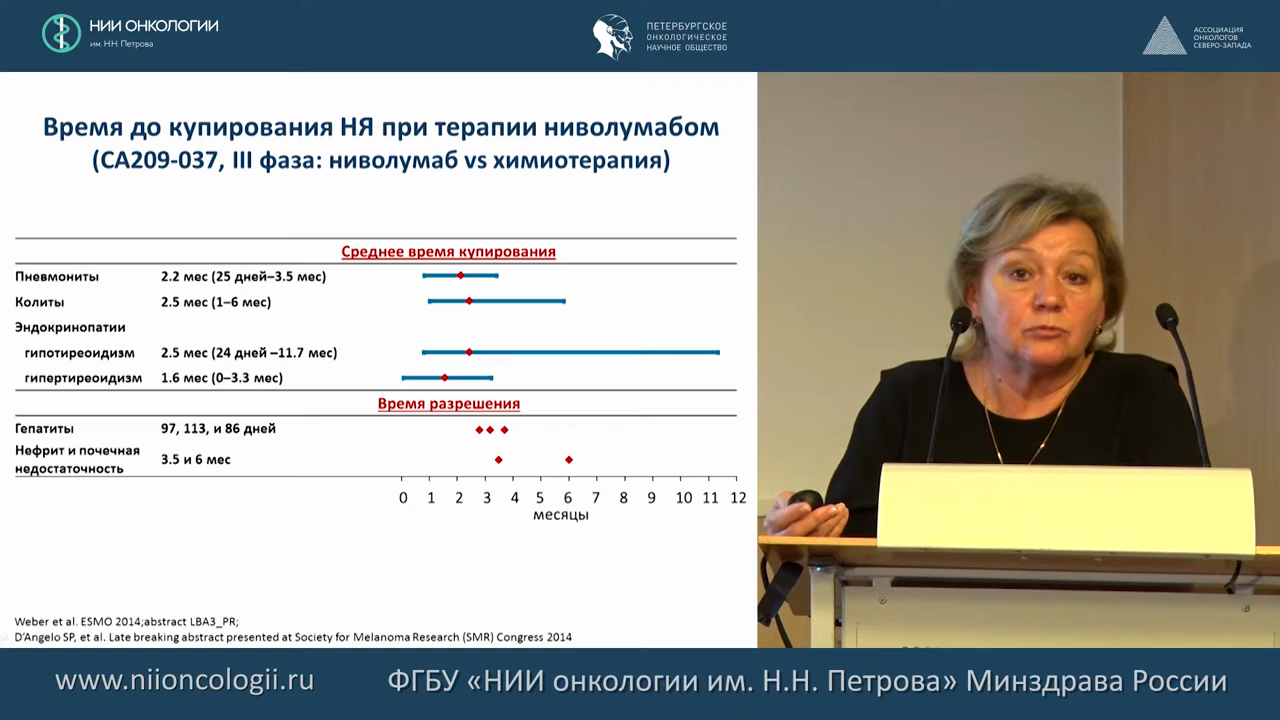 НИИ ОНКОЛОГИИ
им. Н.Н. Петрова
ПЕТЕРБУРГСКОЕ
ОНКОЛОГИЧЕСКОЕ
НАУЧНОЕ ОБЩЕСТВО
АССОЦИАЦИЯ
ОНКОЛОГОВ
СЕВЕРО-ЗАПАДА
Время до купирования НЯ при терапии ниволумабом
(CA209-037, III фаза: ниволумаб vs химиотерапия)
Среднее время купирования
Пневмониты 2.2 мес (25 дней–3.5 мес)
Колиты 2.5 мес (1–6 мес)
Эндокринопатии
гипотиреоидизм 2.5 мес (24 дней –11.7 мес)
гипертиреоидизм 1.6 мес (0–3.3 мес)
Время разрешения
Гепатиты 97, 113, и 86 дней
Нефрит и почечная
недостаточность 3.5 и 6 мес
0 1 2 3 4 5 6 7 8 9 10 11 12
месяцы
Weber et al. ESMO 2014;abstract LBA3_PR;
D’Angelo SP, et al. Late breaking abstract presented at Society for Melanoma Research (SMR) Congress 2014
www.niioncologii.ru
ФГБУ «НИИ онкологии им. Н.Н. Петрова» Минздрава России